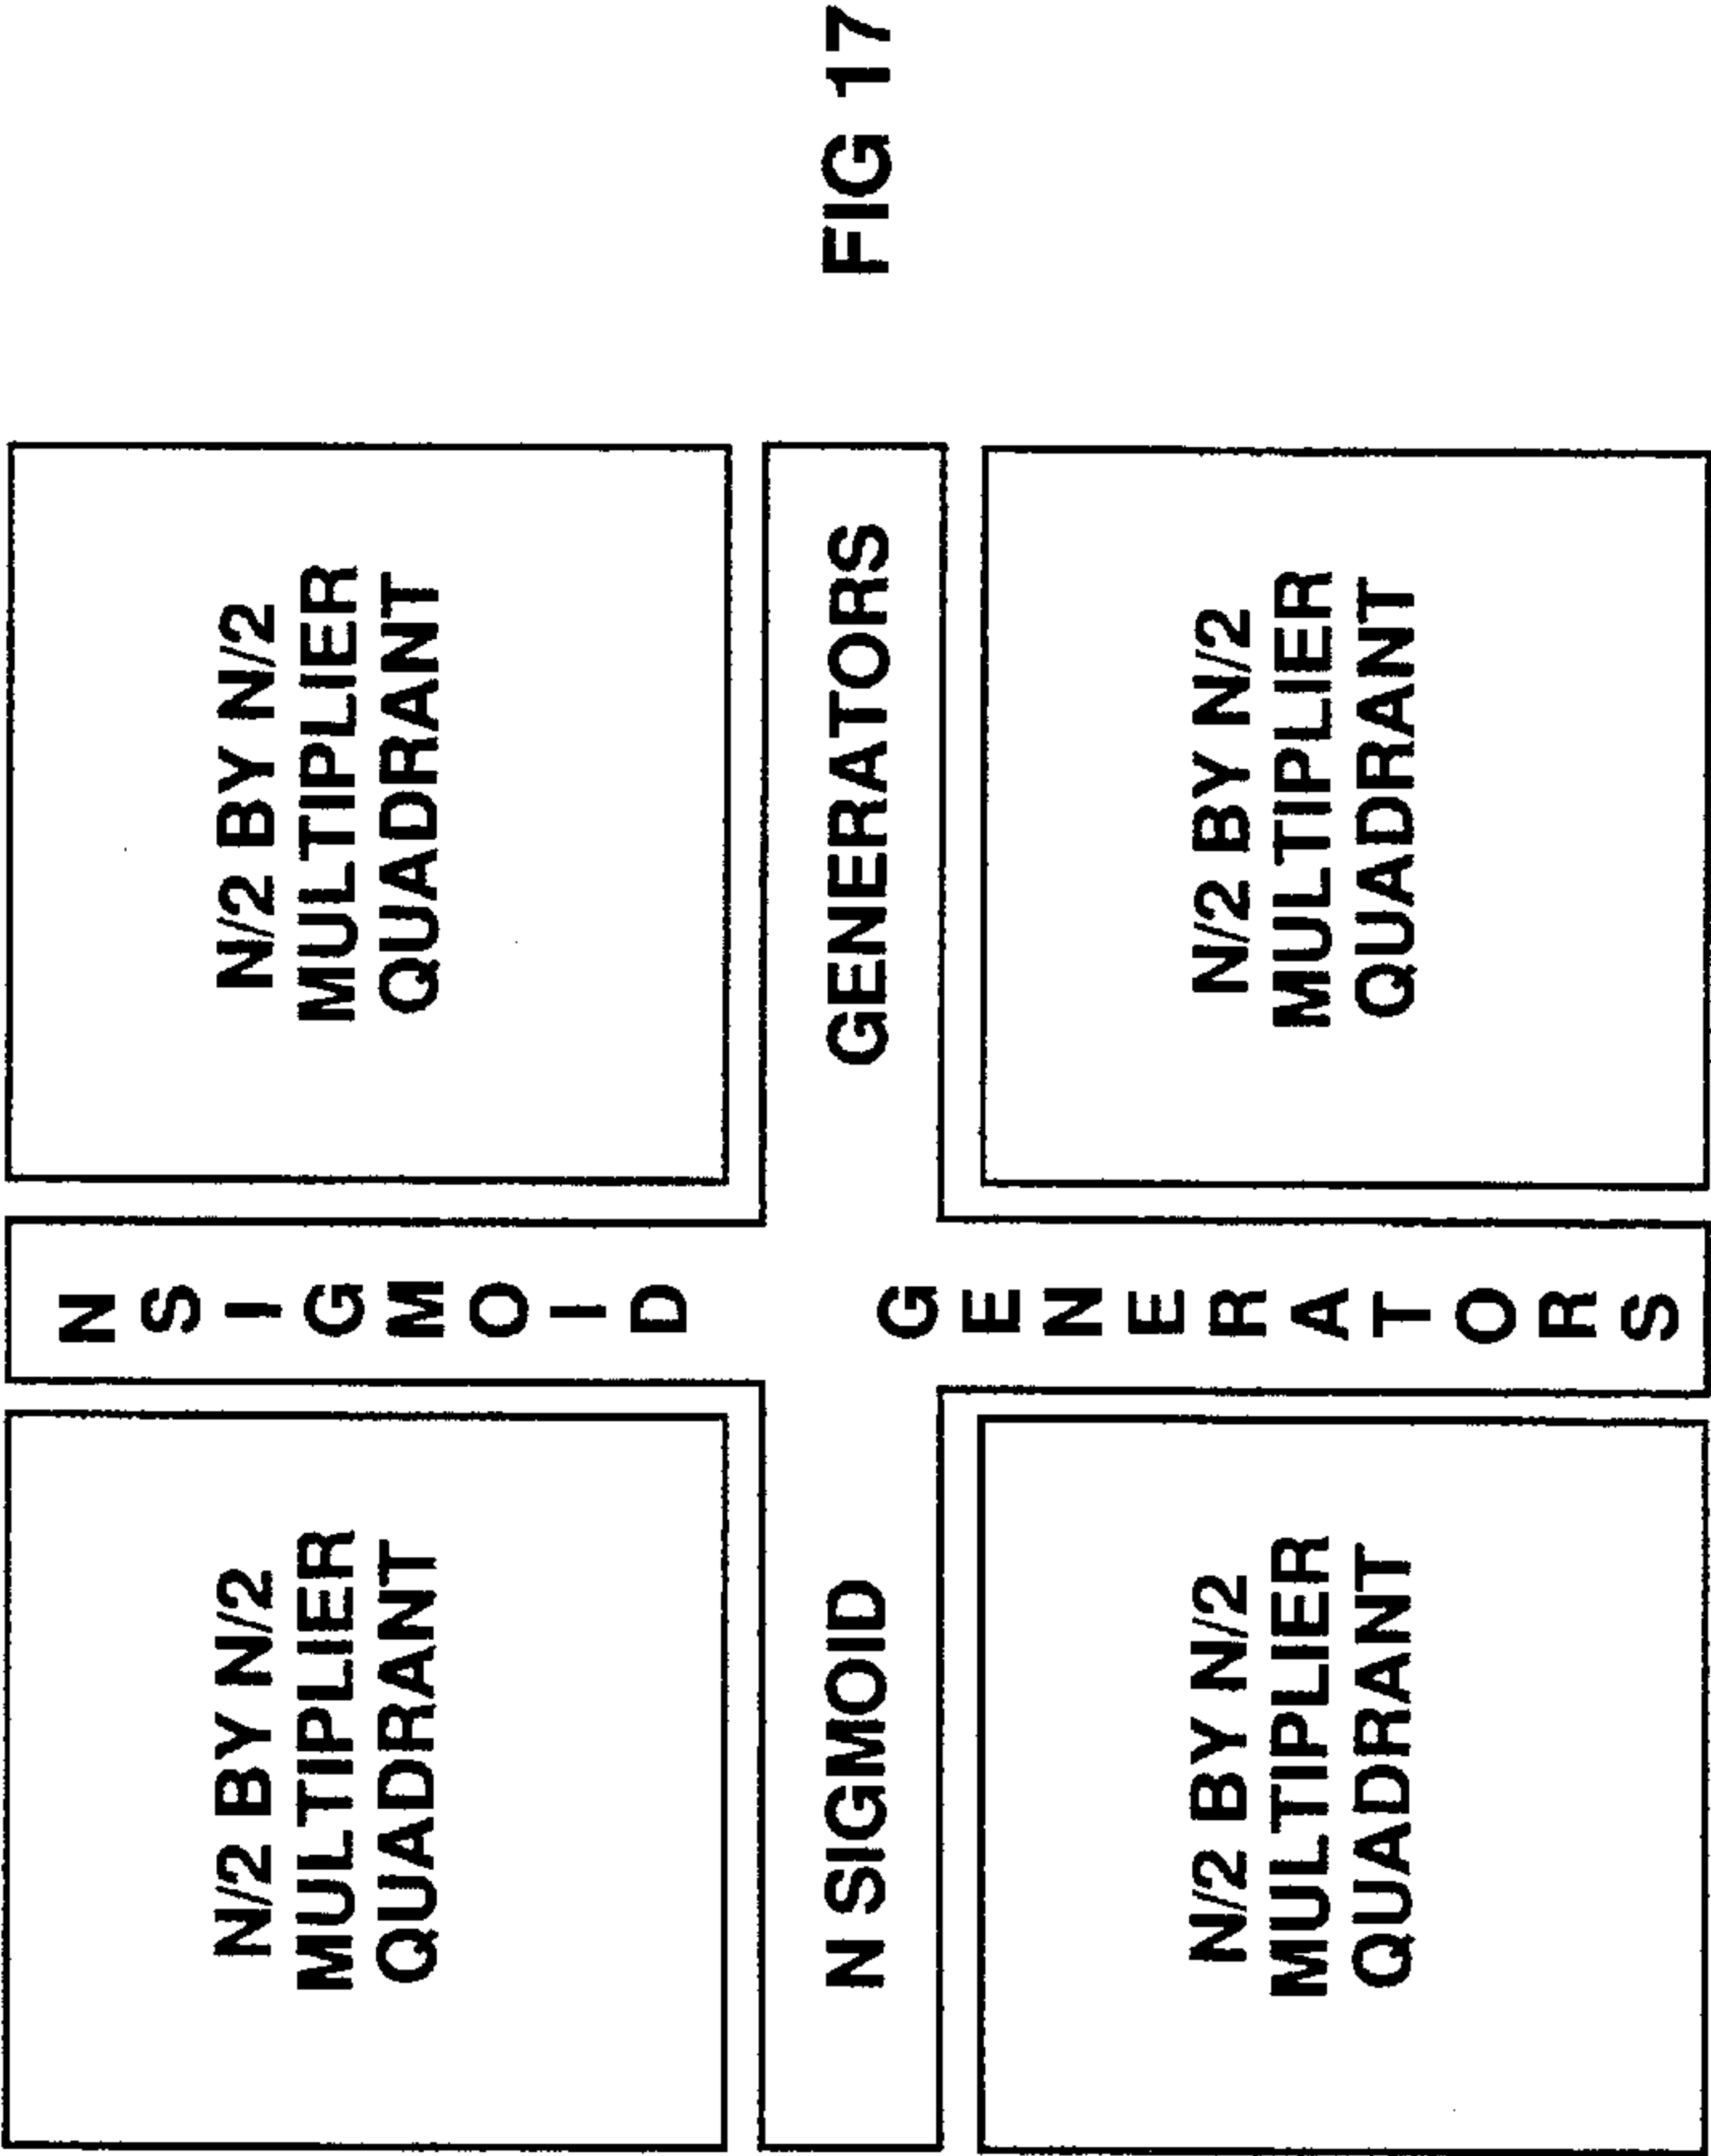 N/2 BY N/2
MULTIPLIER
QUADRANT
N/2 BY N/2
MULTIPLIER
QUADRANT
N SIGMOID GENERATORS
N SIGMOID GENERATORS
FIG 17
N/2 BY N/2
MULTIPLIER
QUADRANT
N/2 BY N/2
MULTIPLIER
QUADRANT